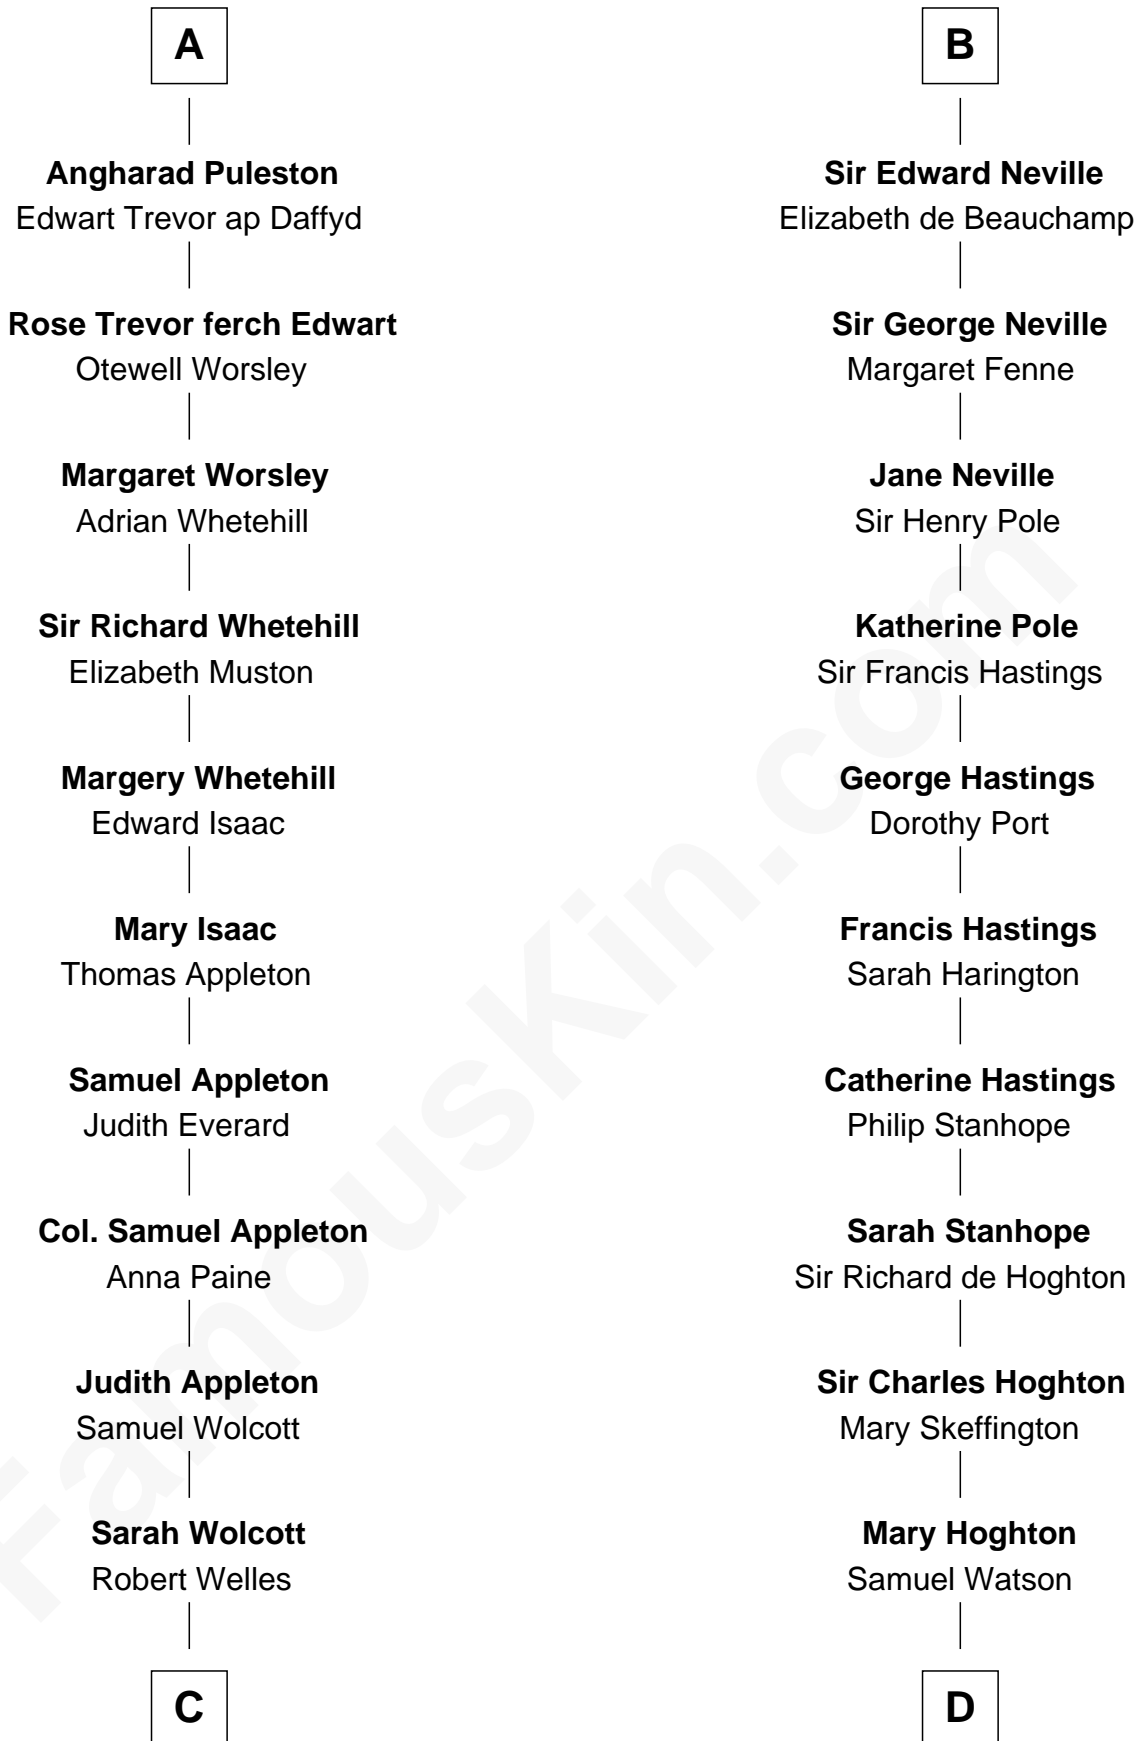 A
Angharad Puleston
Edwart Trevor ap Daffyd
Rose Trevor ferch Edwart
Otewell Worsley
Margaret Worsley
Adrian Whetehill
Sir Richard Whetehill
Elizabeth Muston
Margery Whetehill
Edward Isaac
Mary Isaac
Thomas Appleton
Samuel Appleton
Judith Everard
Col. Samuel Appleton
Anna Paine
Judith Appleton
Samuel Wolcott
Sarah Wolcott
Robert Welles
C
B
Sir Edward Neville
Elizabeth de Beauchamp
Sir George Neville
Margaret Fenne
Jane Neville
Sir Henry Pole
Katherine Pole
Sir Francis Hastings
George Hastings
Dorothy Port
Francis Hastings
Sarah Harington
Catherine Hastings
Philip Stanhope
Sarah Stanhope
Sir Richard de Hoghton
Sir Charles Hoghton
Mary Skeffington
Mary Hoghton
Samuel Watson
D
FamousKin.com